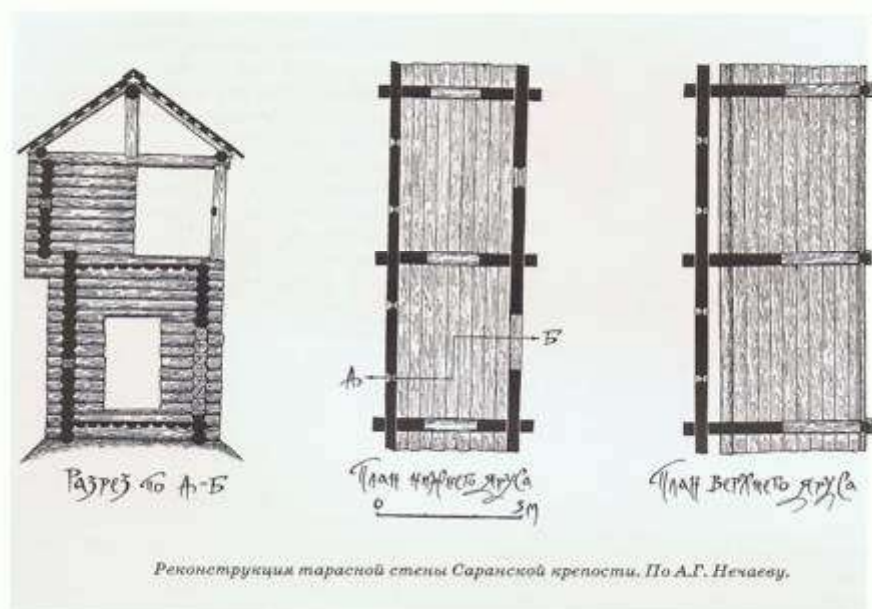 А
Б
Разрез по А-Б
План нижнего яруса
План верхнего яруса
0 3м
Реконструкция тарасной стены Саранской крепости. По А.Г. Нечаеву.